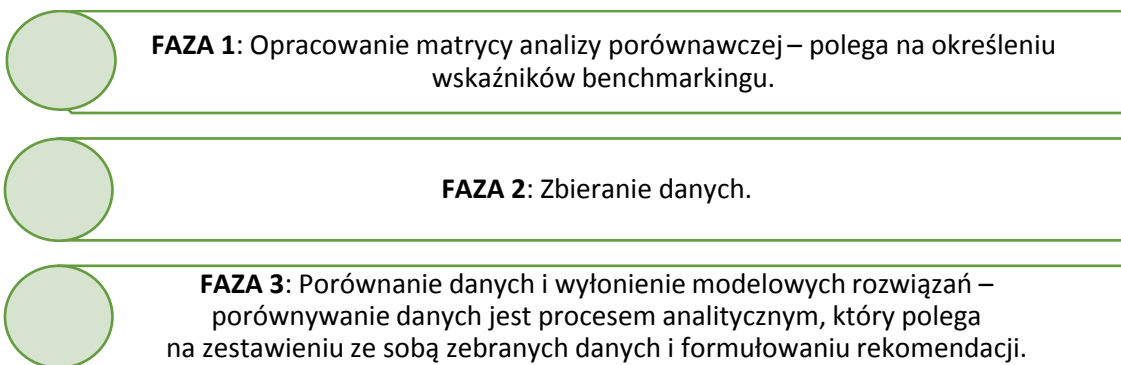 FAZA 1: Opracowanie matrycy analizy porównawczej – polega na określeniu
wskaźników benchmarkingu.
FAZA 2: Zbieranie danych.
FAZA 3: Porównanie danych i wyłonienie modelowych rozwiązań –
porównywanie danych jest procesem analitycznym, który polega
na zestawieniu ze sobą zebranych danych i formułowaniu rekomendacji.